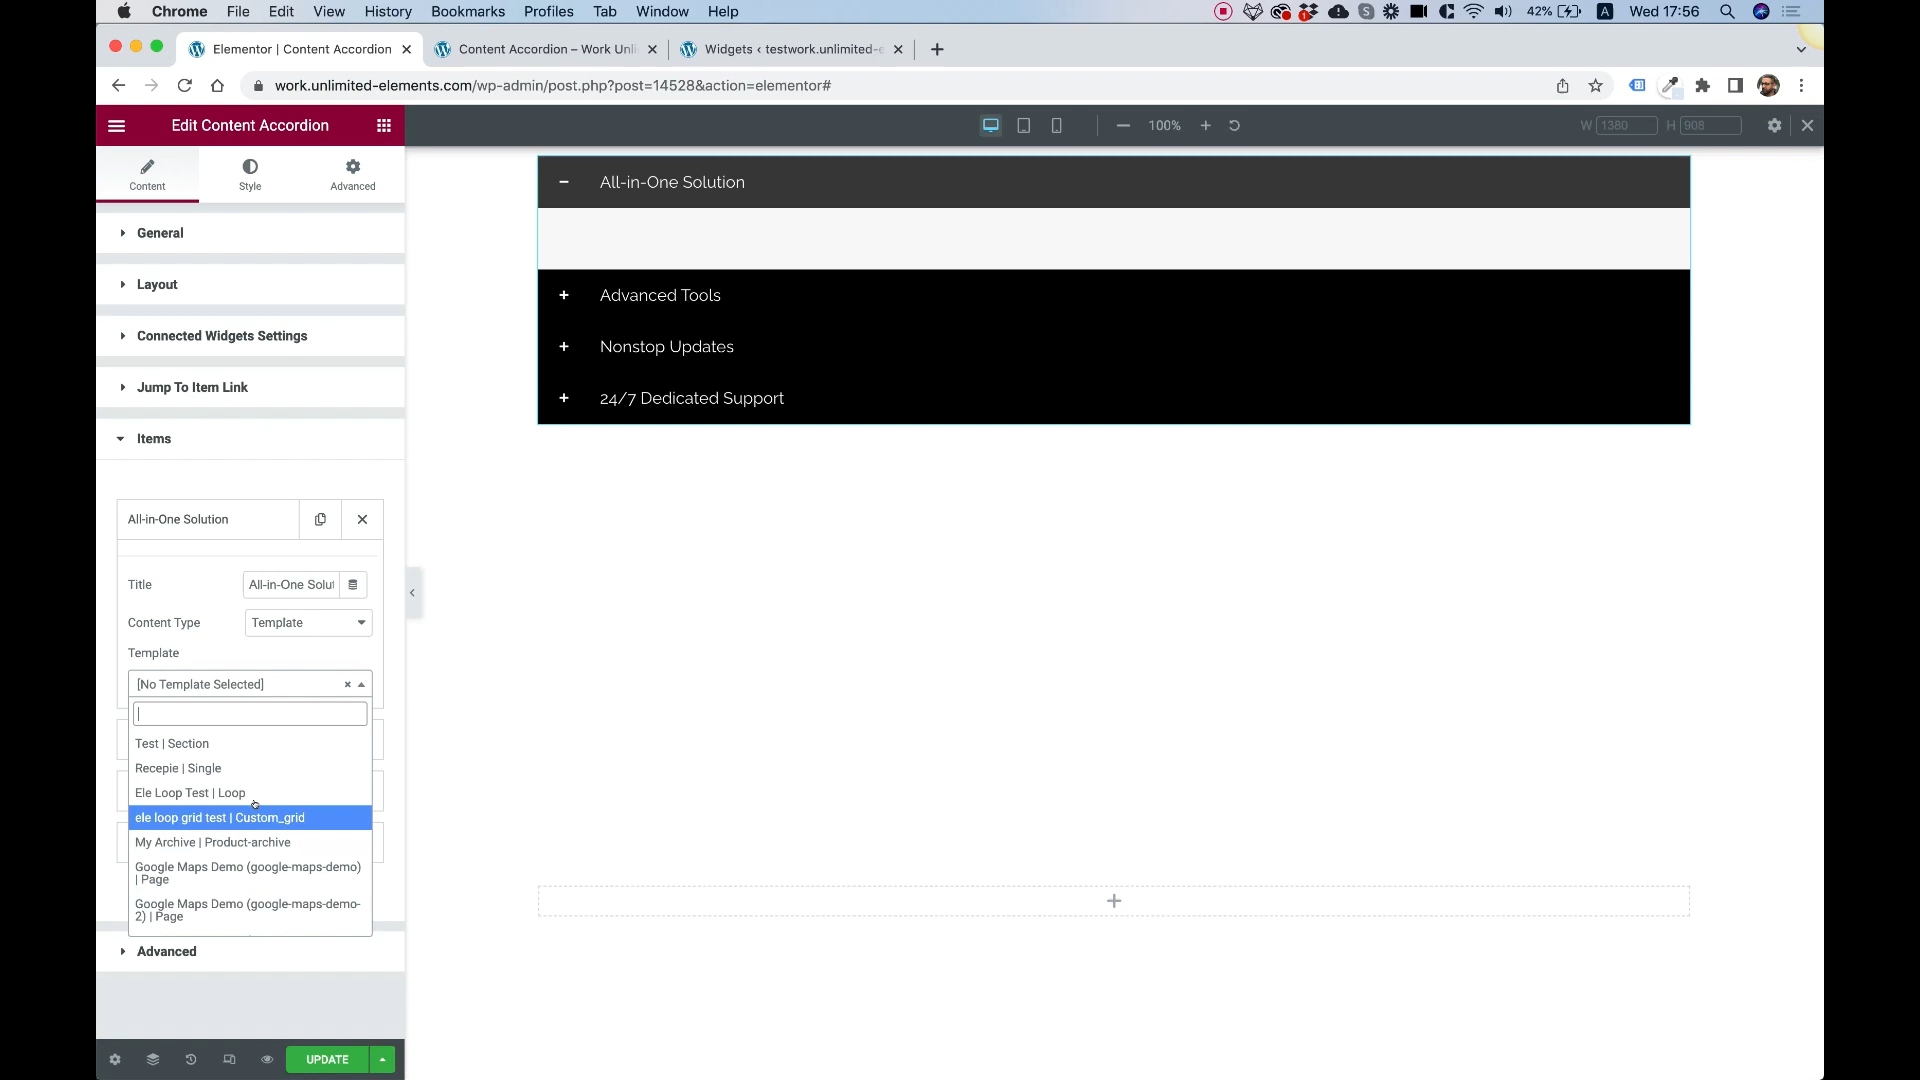 Chrome File Edit View History Bookmarks Profiles Tab Window Help 42% A Wed 17:56
Elementor | Content Accordion Content Accordion – Work Unli Widgets ‹ testwork.unlimited-e
work.unlimited-elements.com/wp-admin/post.php?post=14528&action=elementor#
Edit Content Accordion 100% W 1380 H 908
Content Style Advanced
General
Layout
Connected Widgets Settings
Jump To Item Link
Items
All-in-One Solution
Title All-in-One Solut
Content Type Template
Template
[No Template Selected]
Test | Section
Recepie | Single
Ele Loop Test | Loop
ele loop grid test | Custom_grid
My Archive | Product-archive
Google Maps Demo (google-maps-demo)
| Page
Google Maps Demo (google-maps-demo-
2) | Page
Advanced
UPDATE
All-in-One Solution
Advanced Tools
Nonstop Updates
24/7 Dedicated Support